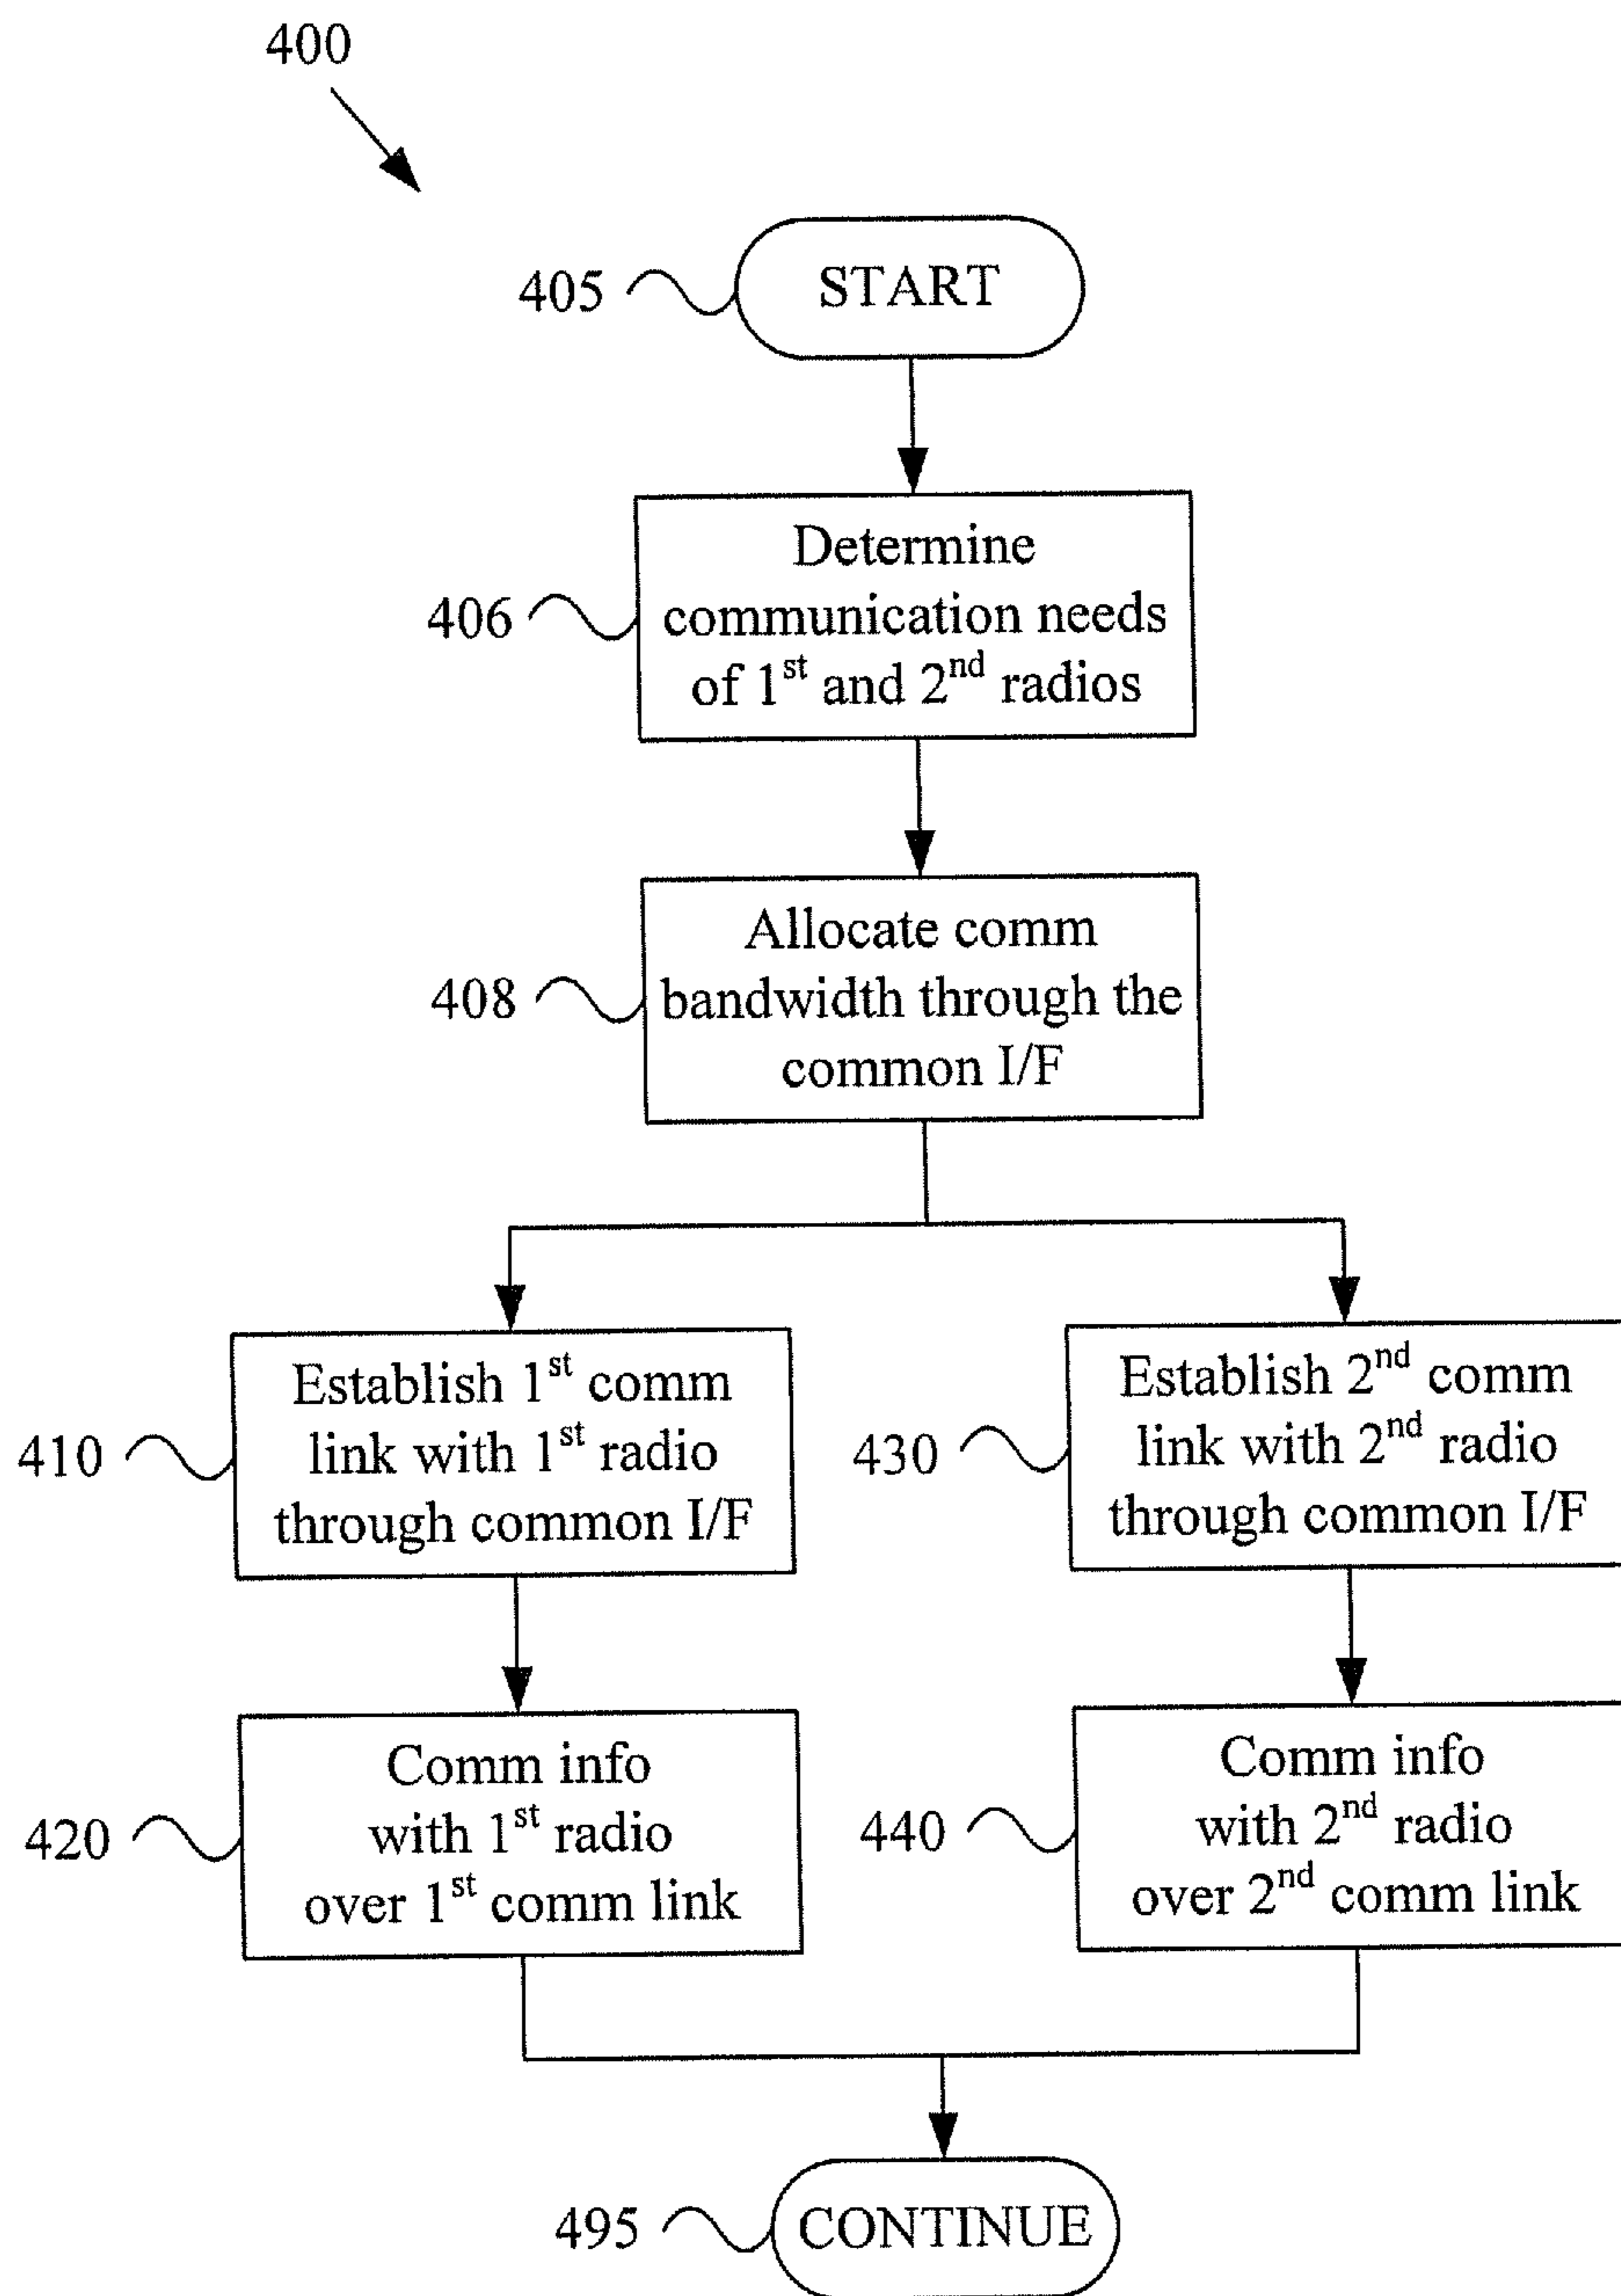 400
405
START
406
Determine
communication needs
of 1st and 2nd radios
408
Allocate comm
bandwidth through the
common I/F
410
Establish 1st comm
link with 1st radio
through common I/F
430
Establish 2nd comm
link with 2nd radio
through common I/F
420
Comm info
with 1st radio
over 1st comm link
440
Comm info
with 2nd radio
over 2nd comm link
495
CONTINUE